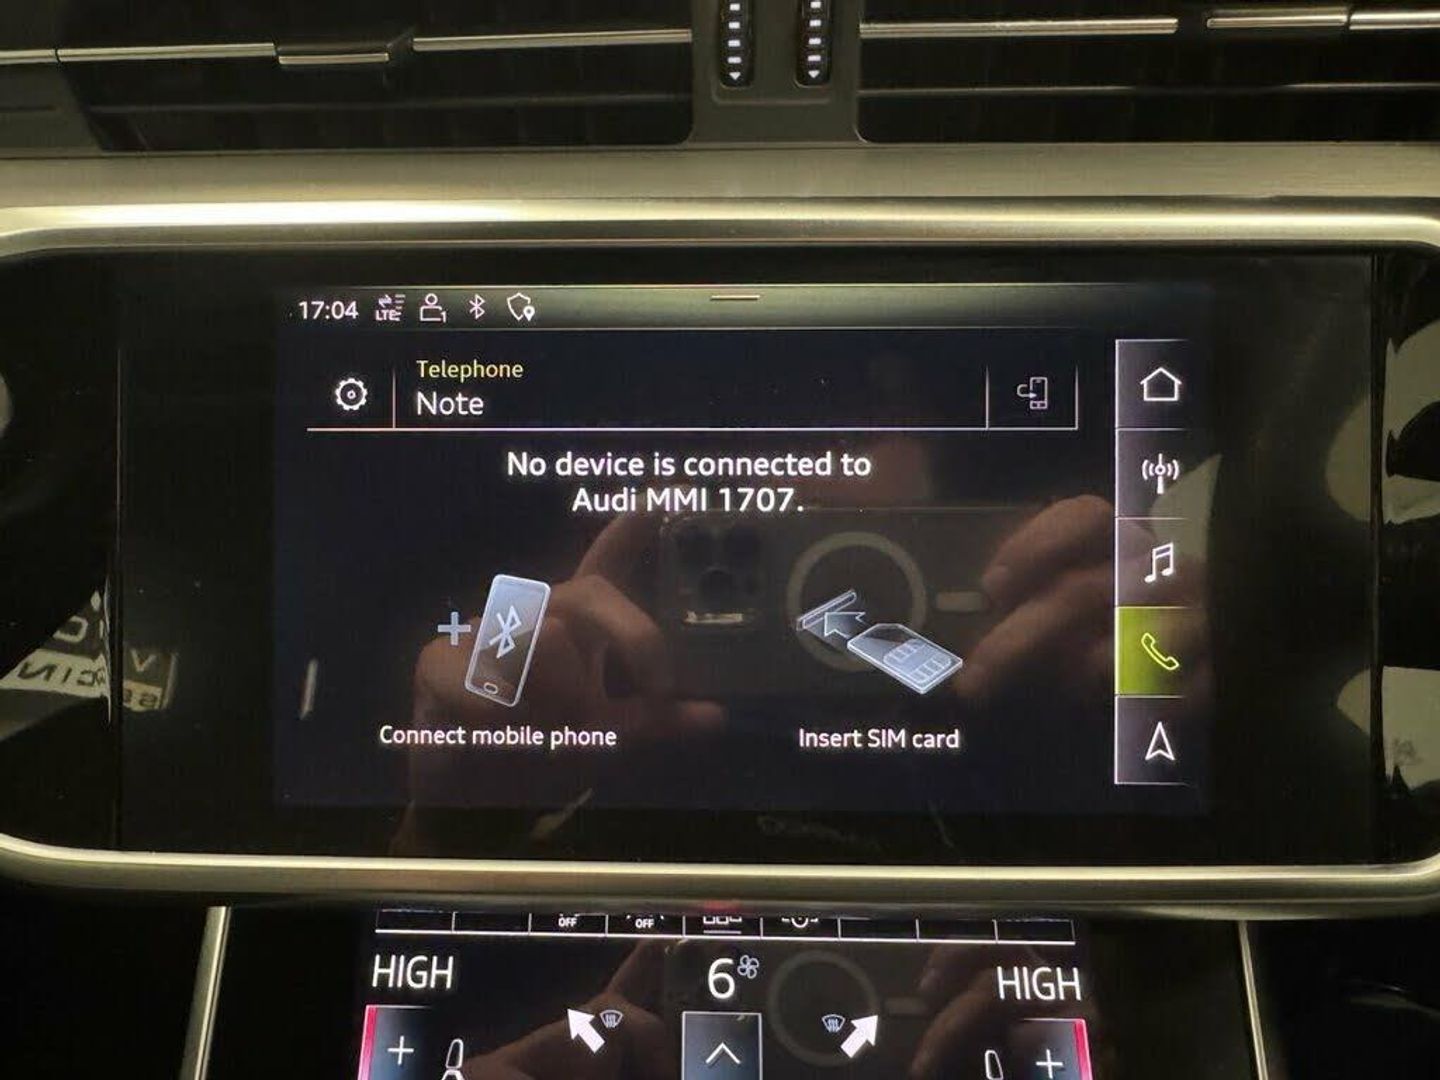 17:04 LTE 1
Telephone
Note
No device is connected to
Audi MMI 1707.
Connect mobile phone
Insert SIM card
OFF OFF
HIGH 6 HIGH